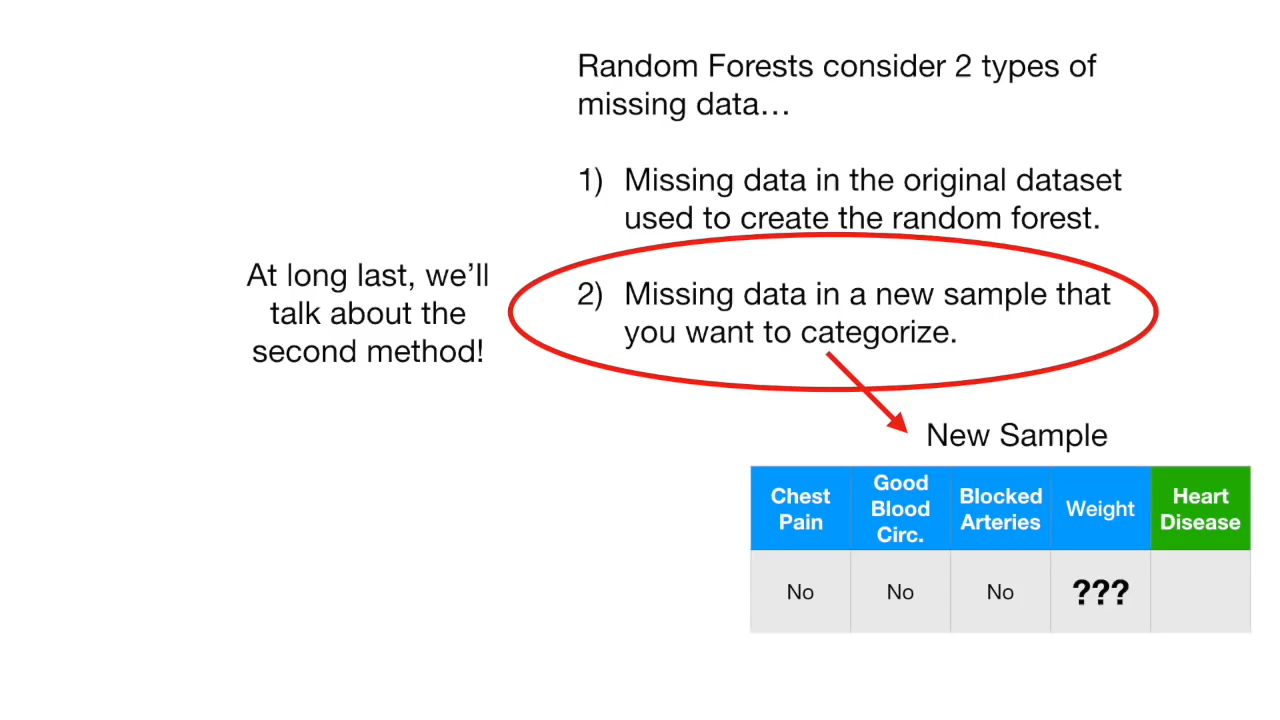 Random Forests consider 2 types of
missing data…
1) Missing data in the original dataset
used to create the random forest.
At long last, we’ll
talk about the
second method!
2) Missing data in a new sample that
you want to categorize.
New Sample
Chest
Pain
Good
Blood
Circ.
Blocked
Arteries
Weight
Heart
Disease
No
No
No
???